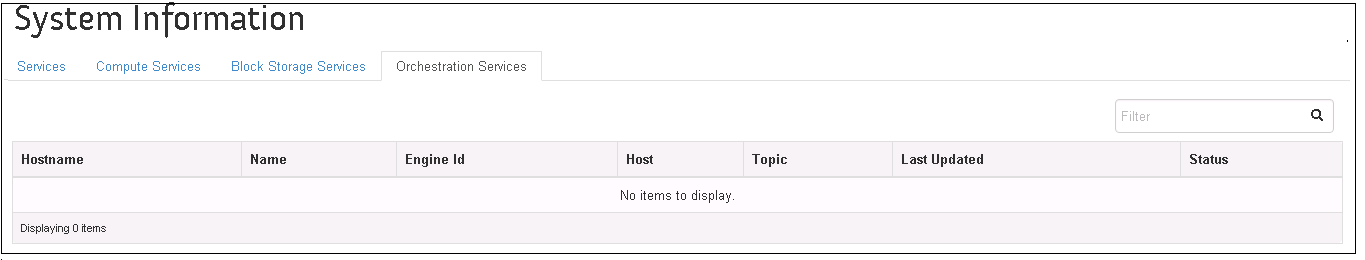 System Information
Services Compute Services Block Storage Services Orchestration Services
Filter
Hostname Name Engine Id Host Topic Last Updated Status
No items to display.
Displaying 0 items